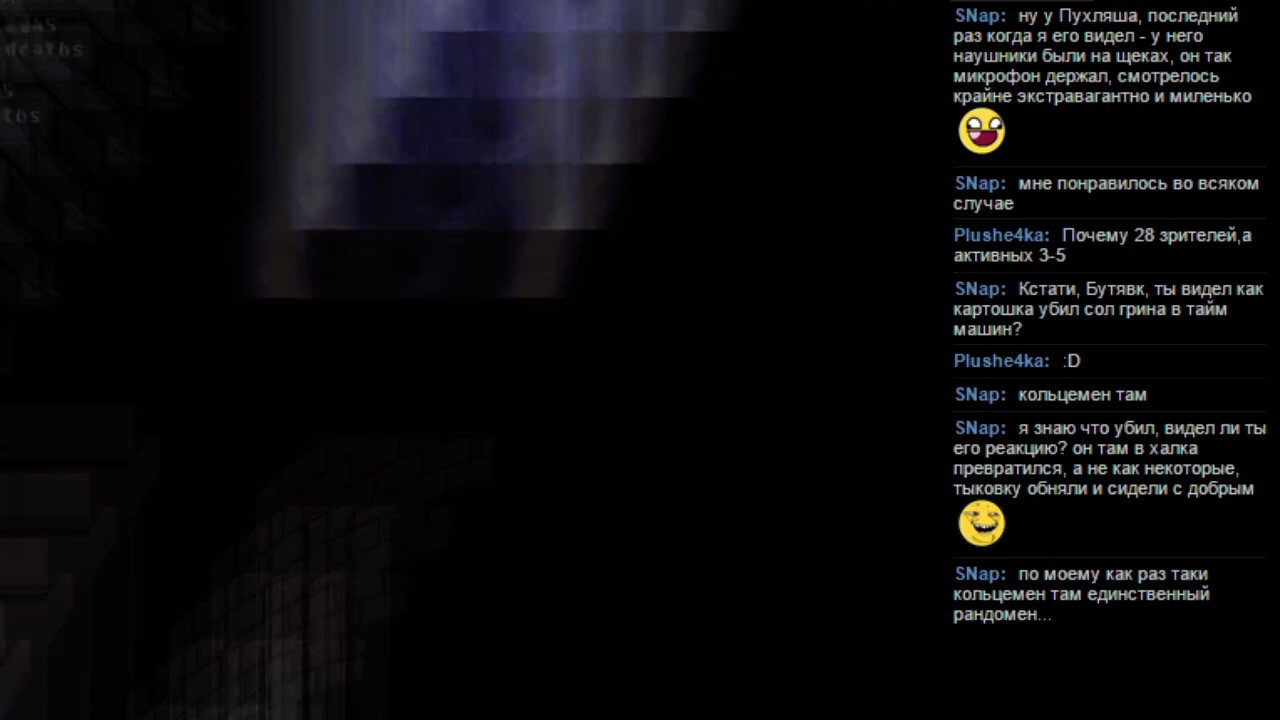 deaths
SNap: ну у Пухляша, последний
раз когда я его видел - у него
наушники были на щеках, он так
микрофон держал, смотрелось
крайне экстравагантно и миленько
SNap: мне понравилось во всяком
случае
Plushe4ka: Почему 28 зрителей,а
активных 3-5
SNap: Кстати, Бутявк, ты видел как
картошка убил сол грина в тайм
машин?
Plushe4ka: :D
SNap: кольцемен там
SNap: я знаю что убил, видел ли ты
его реакцию? он там в халка
превратился, а не как некоторые,
тыковку обняли и сидели с добрым
SNap: по моему как раз таки
кольцемен там единственный
рандомен...